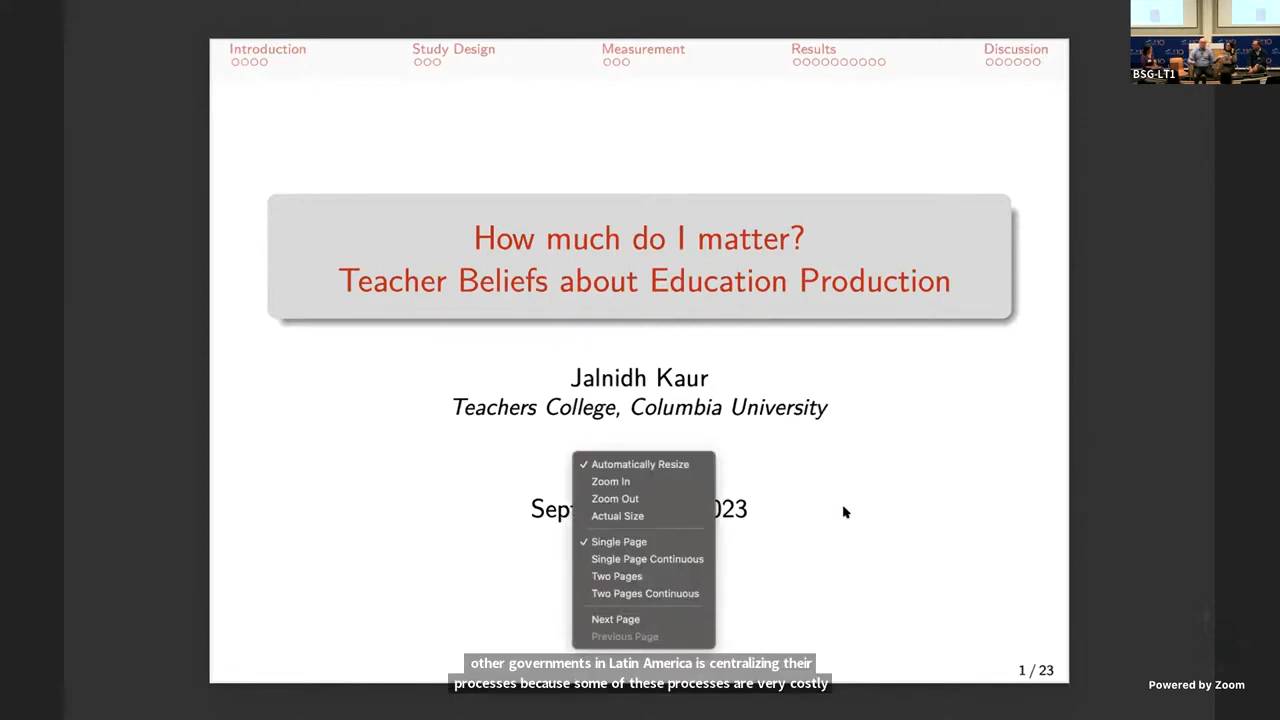 Introduction
Study Design
Measurement
Results
Discussion
BSG-LT1
How much do I matter?
Teacher Beliefs about Education Production
Jalnidh Kaur
Teachers College, Columbia University
Sept 023
Automatically Resize
Zoom In
Zoom Out
Actual Size
Single Page
Single Page Continuous
Two Pages
Two Pages Continuous
Next Page
Previous Page
other governments in Latin America is centralizing their
processes because some of these processes are very costly
1 / 23
Powered by Zoom